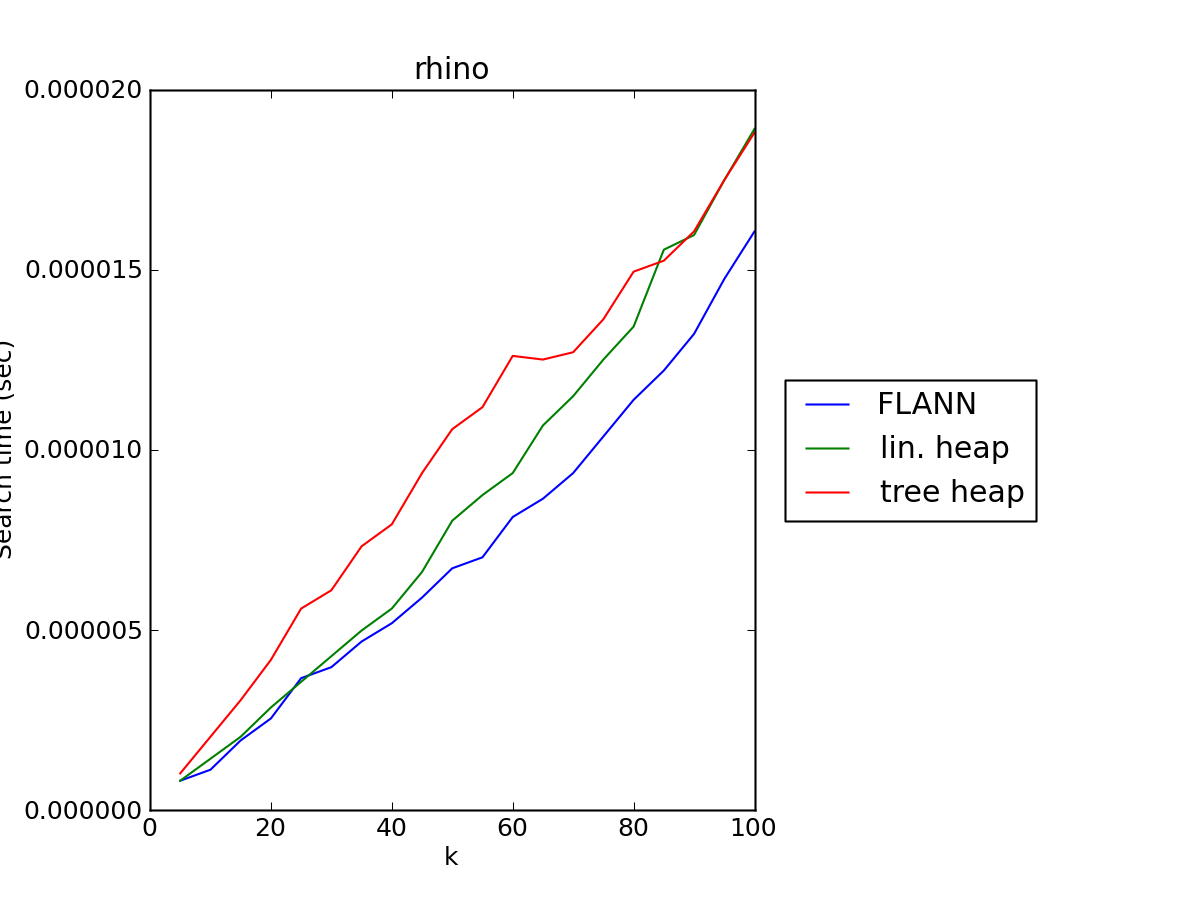 rhino
0.000020
0.000015
0.000010
0.000005
0.000000
Search time (sec)
0 20 40 60 80 100
k
FLANN
lin. heap
tree heap